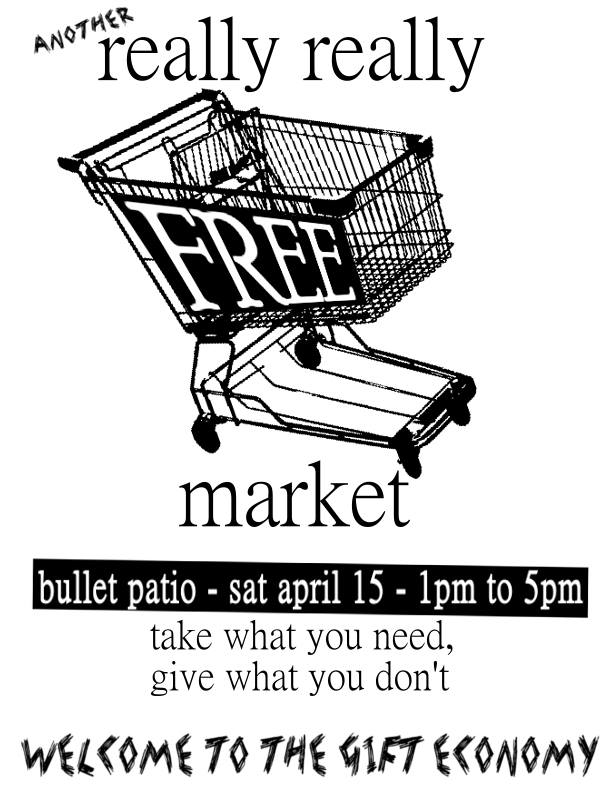 ANOTHER
really really
FREE
market
bullet patio - sat april 15 - 1pm to 5pm
take what you need,
give what you don't
WELCOME TO THE GIFT ECONOMY